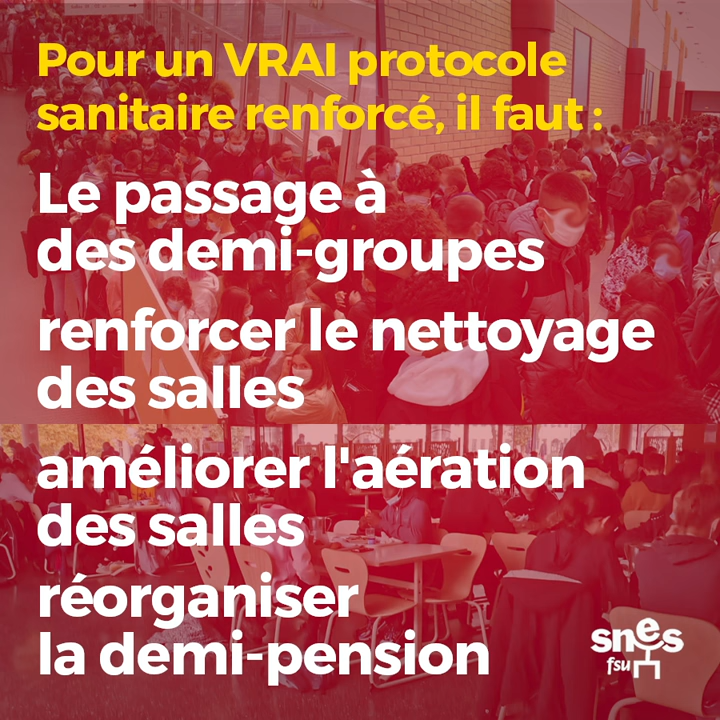 Pour un VRAI protocole
sanitaire renforcé, il faut :
Le passage à
des demi-groupes
renforcer le nettoyage
des salles
améliorer l'aération
des salles
réorganiser
la demi-pension
snes
fsu